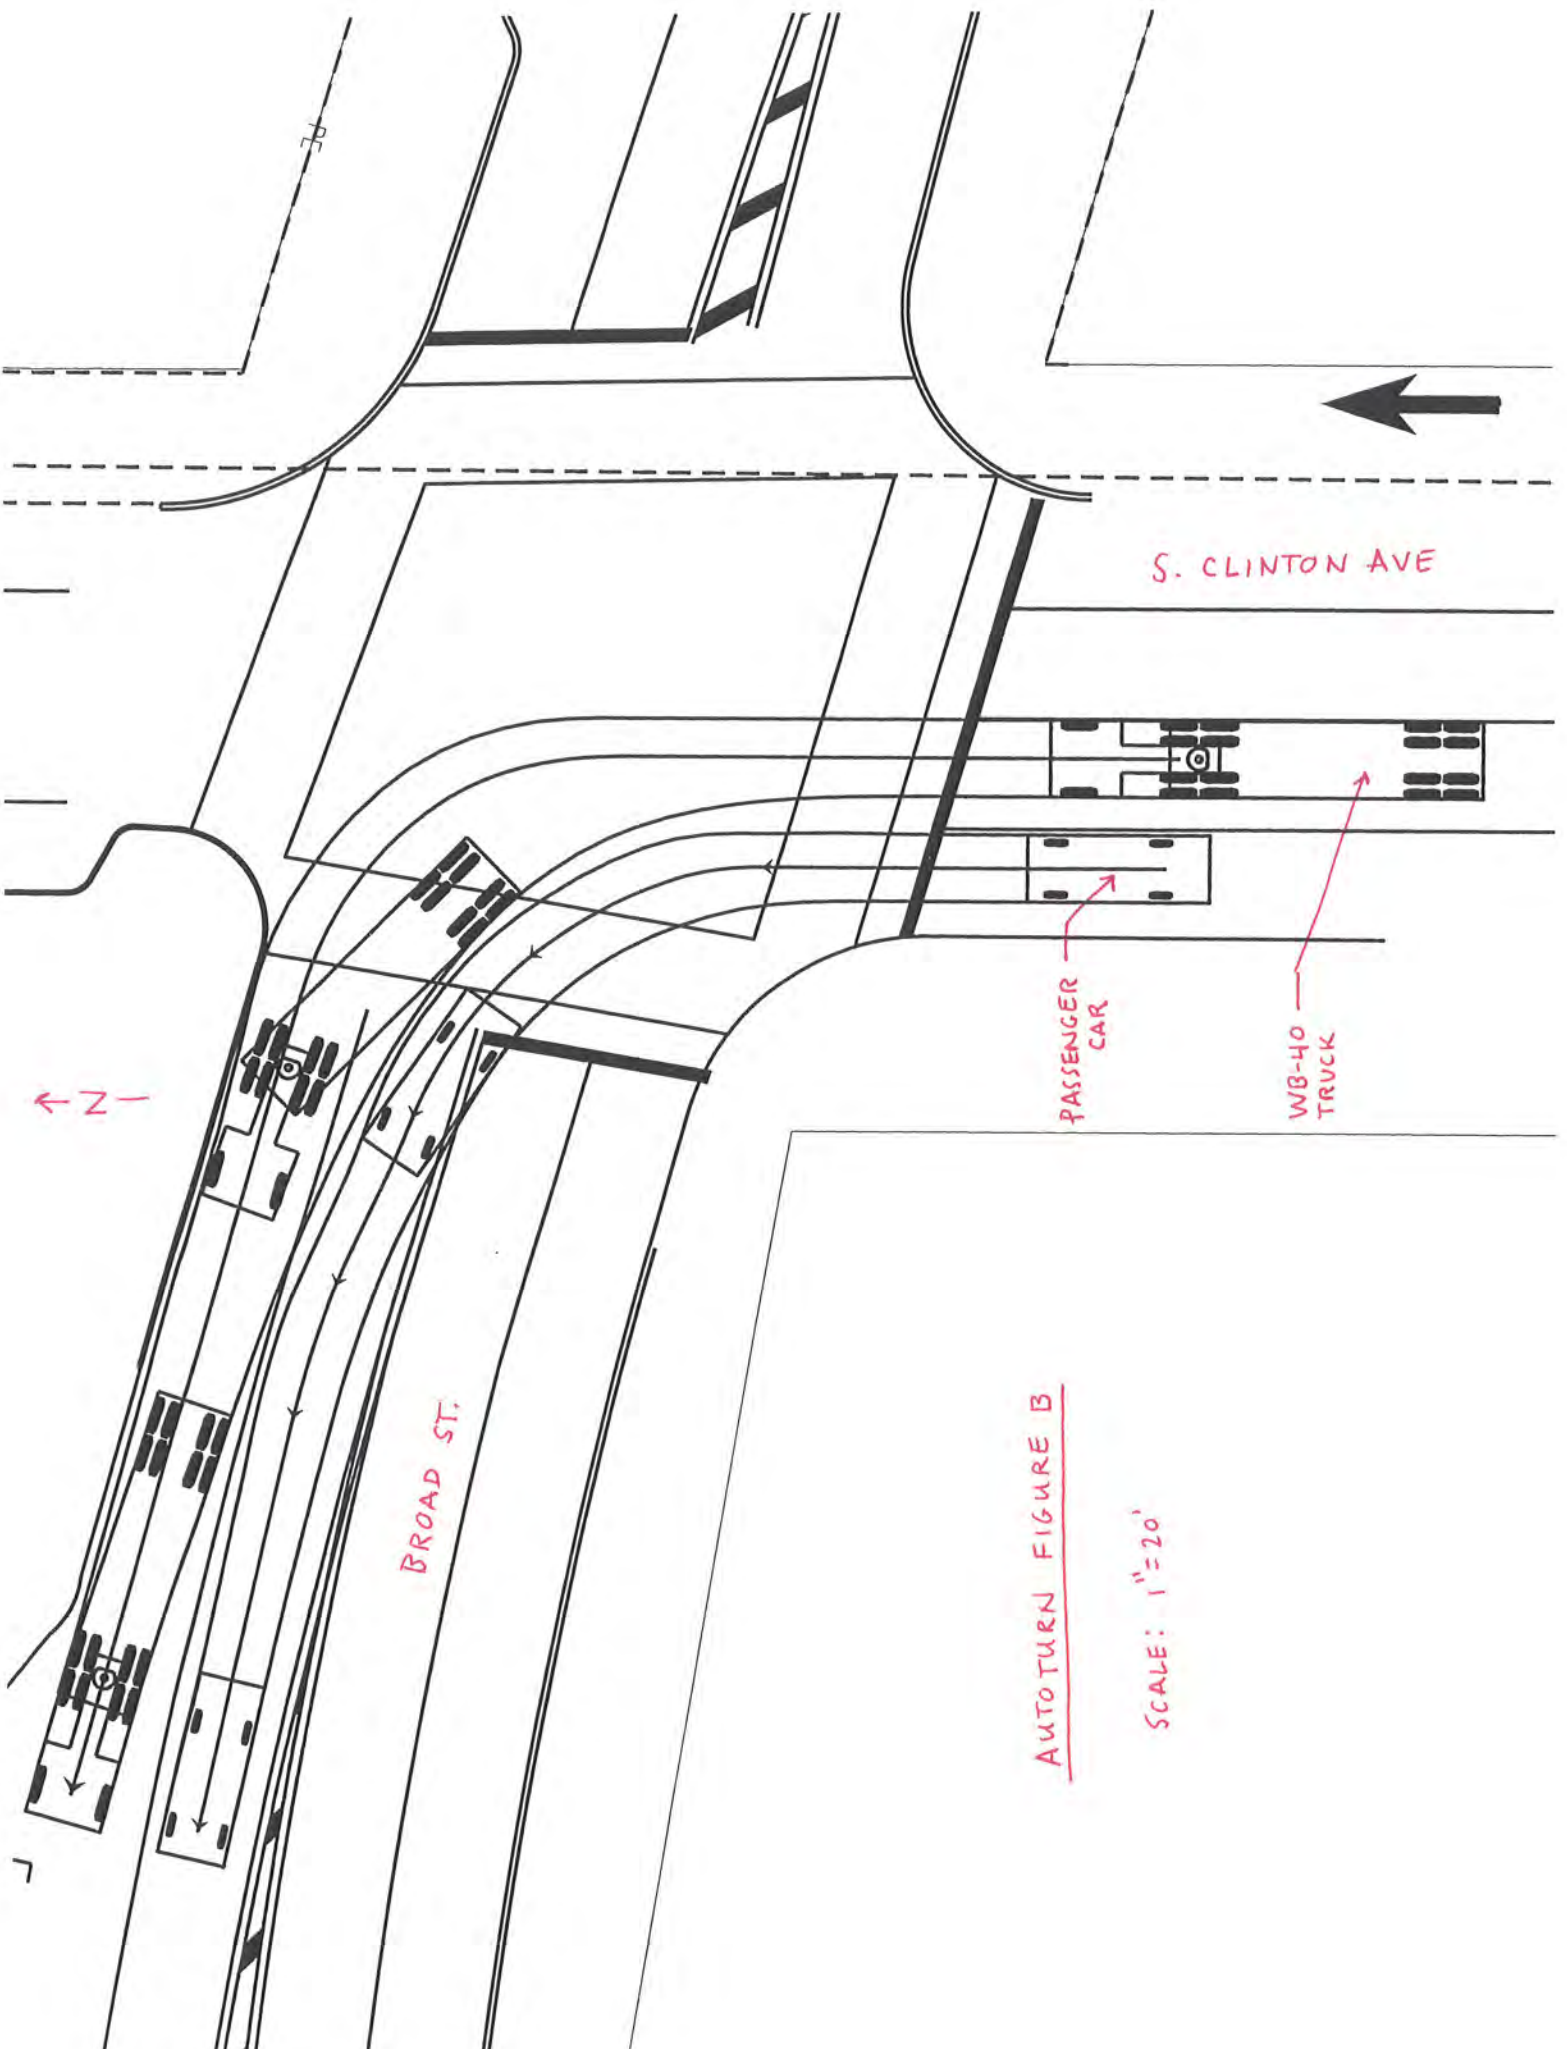 S. CLINTON AVE
PASSENGER
CAR
WB-40
TRUCK
N
BROAD ST.
AUTOTURN FIGURE B
SCALE: 1"=20'